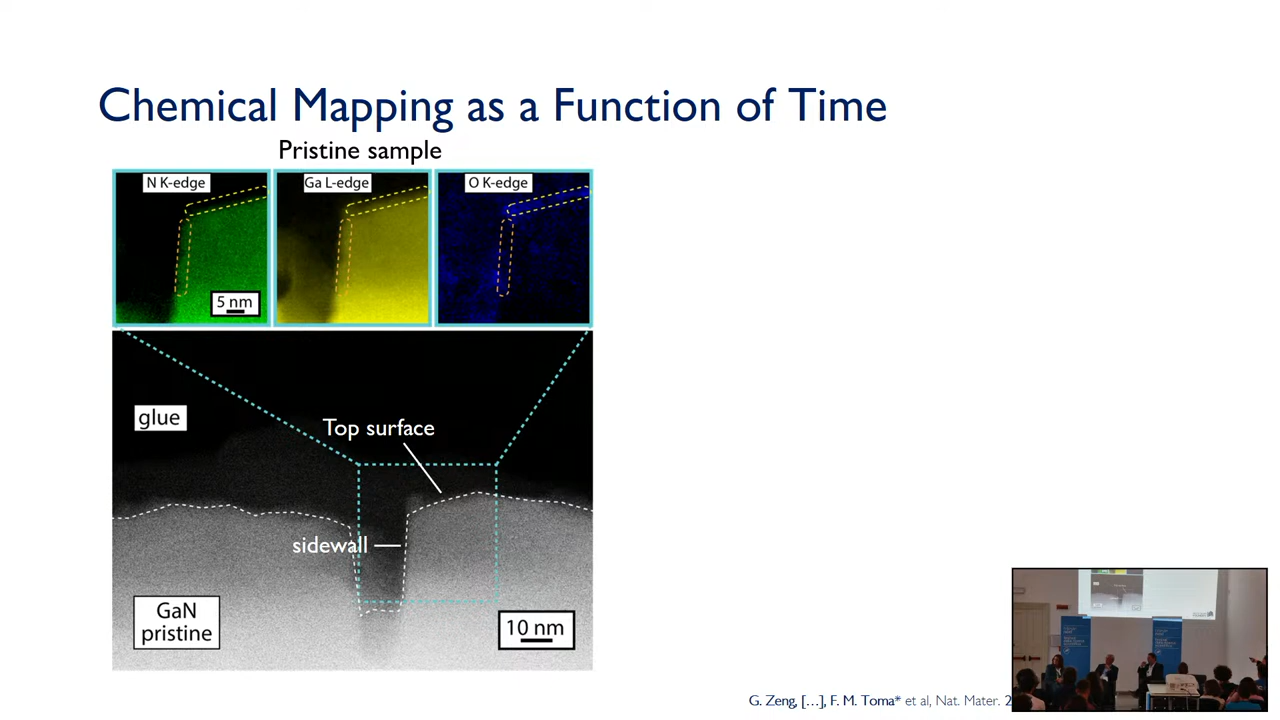 Chemical Mapping as a Function of Time
Pristine sample
N K-edge
Ga L-edge
O K-edge
5 nm
glue
Top surface
sidewall
GaN
pristine
10 nm
G. Zeng, […], F. M. Toma* et al, Nat. Mater.